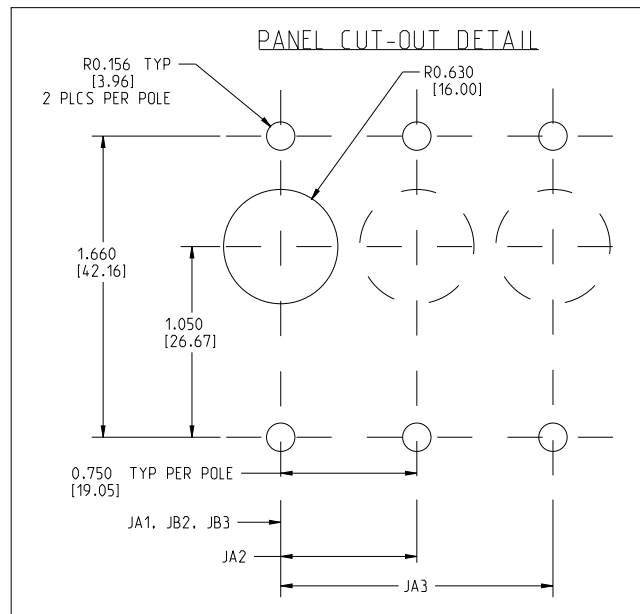 PANEL CUT-OUT DETAIL
R0.156 TYP
[3.96]
2 PLCS PER POLE
R0.630
[16.00]
1.660
[42.16]
1.050
[26.67]
0.750 TYP PER POLE
[19.05]
JA1, JB2, JB3
JA2
JA3